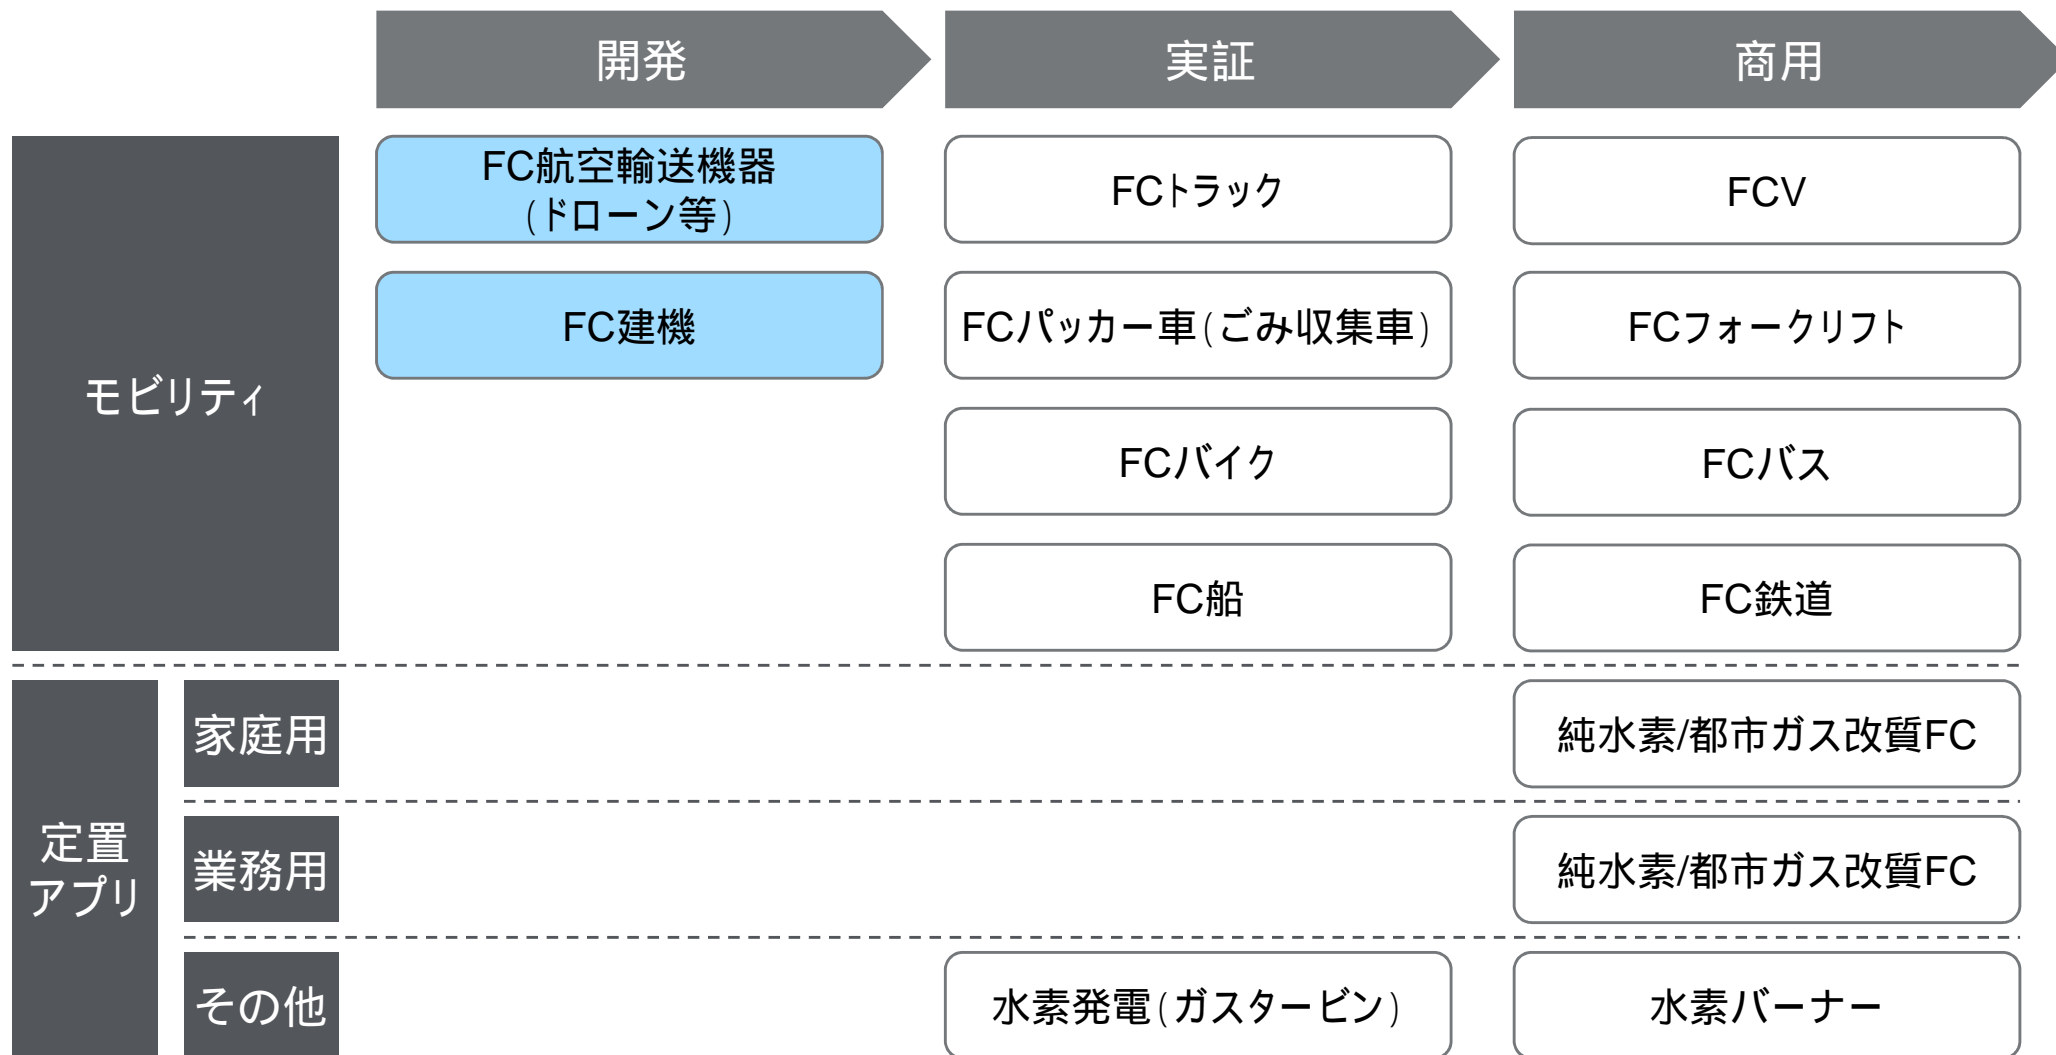 開発
実証
商用
モビリティ
FC航空輸送機器
(ドローン等)
FCトラック
FCV
FC建機
FCパッカー車(ごみ収集車)
FCフォークリフト
FCバイク
FCバス
FC船
FC鉄道
定置
アプリ
家庭用
純水素/都市ガス改質FC
業務用
純水素/都市ガス改質FC
その他
水素発電(ガスタービン)
水素バーナー